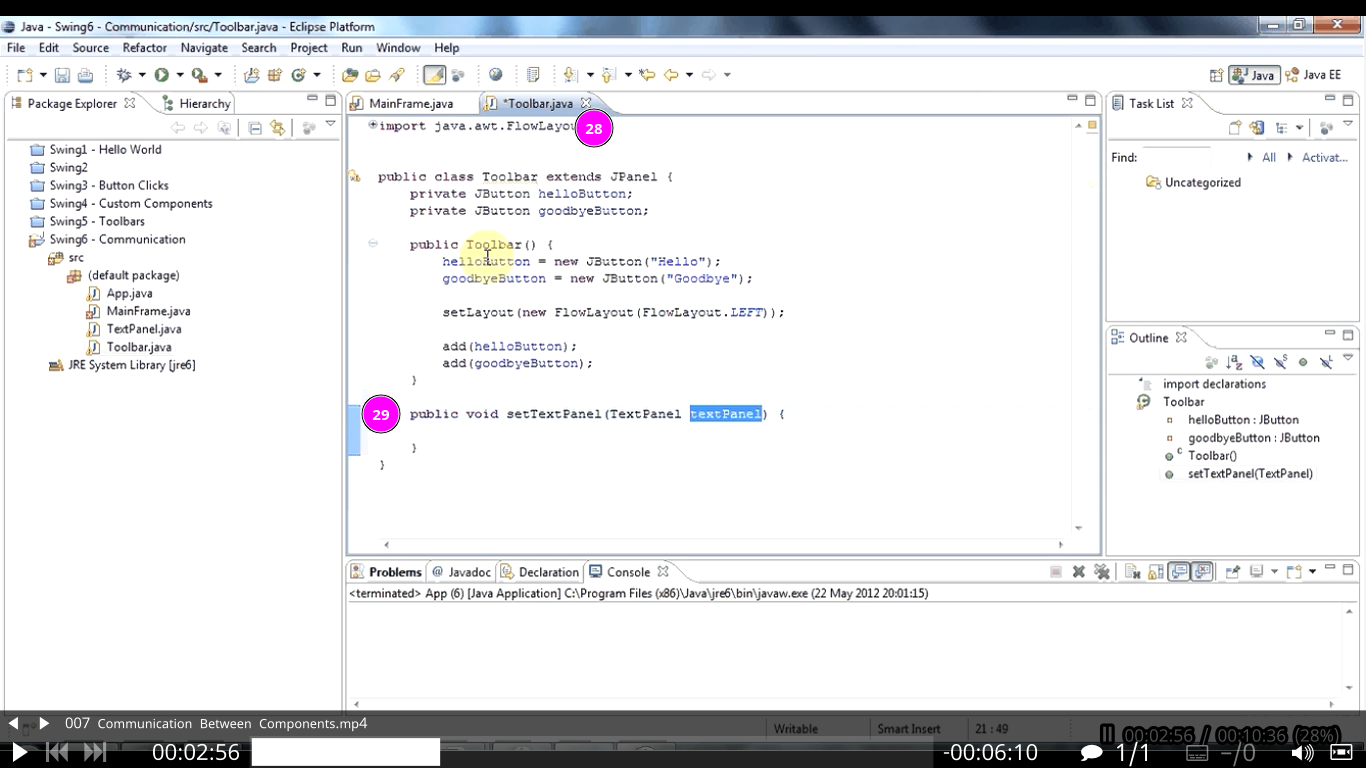 Java - Swing6 - Communication/src/Toolbar.java - Eclipse Platform
File Edit Source Refactor Navigate Search Project Run Window Help
Java Java EE
Package Explorer Hierarchy
Swing1 - Hello World
Swing2
Swing3 - Button Clicks
Swing4 - Custom Components
Swing5 - Toolbars
Swing6 - Communication
src
(default package)
App.java
MainFrame.java
TextPanel.java
Toolbar.java
JRE System Library [jre6]
MainFrame.java *Toolbar.java
import java.awt.FlowLayou
28
public class Toolbar extends JPanel {
private JButton helloButton;
private JButton goodbyeButton;
public Toolbar() {
helloButton = new JButton("Hello");
goodbyeButton = new JButton("Goodbye");
setLayout(new FlowLayout(FlowLayout.LEFT));
add(helloButton);
add(goodbyeButton);
}
29 public void setTextPanel(TextPanel textPanel) {
}
}
Task List
Find: All Activat...
Uncategorized
Outline
import declarations
Toolbar
helloButton : JButton
goodbyeButton : JButton
C Toolbar()
setTextPanel(TextPanel)
Problems @ Javadoc Declaration Console
<terminated> App (6) [Java Application] C:\Program Files (x86)\Java\jre6\bin\javaw.exe (22 May 2012 20:01:15)
007 Communication Between Components.mp4
Writable Smart Insert 21 : 49
00:02:56 / 00:10:36 (28%)
00:02:56 -00:06:10 1/1 -/0